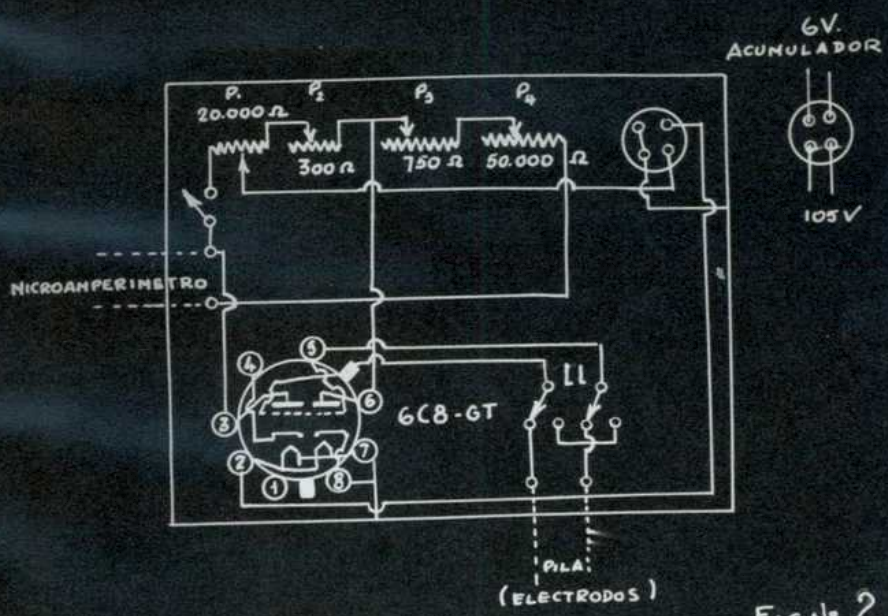 6V.
ACUMULADOR
P. P2 P3 P4
20.000 Ω
300 Ω 750 Ω 50.000 Ω
105 V
MICROAMPERIMETRO
5
4
3 6
6C8-GT
2 7
1 8
PILA
(ELECTRODOS)
2